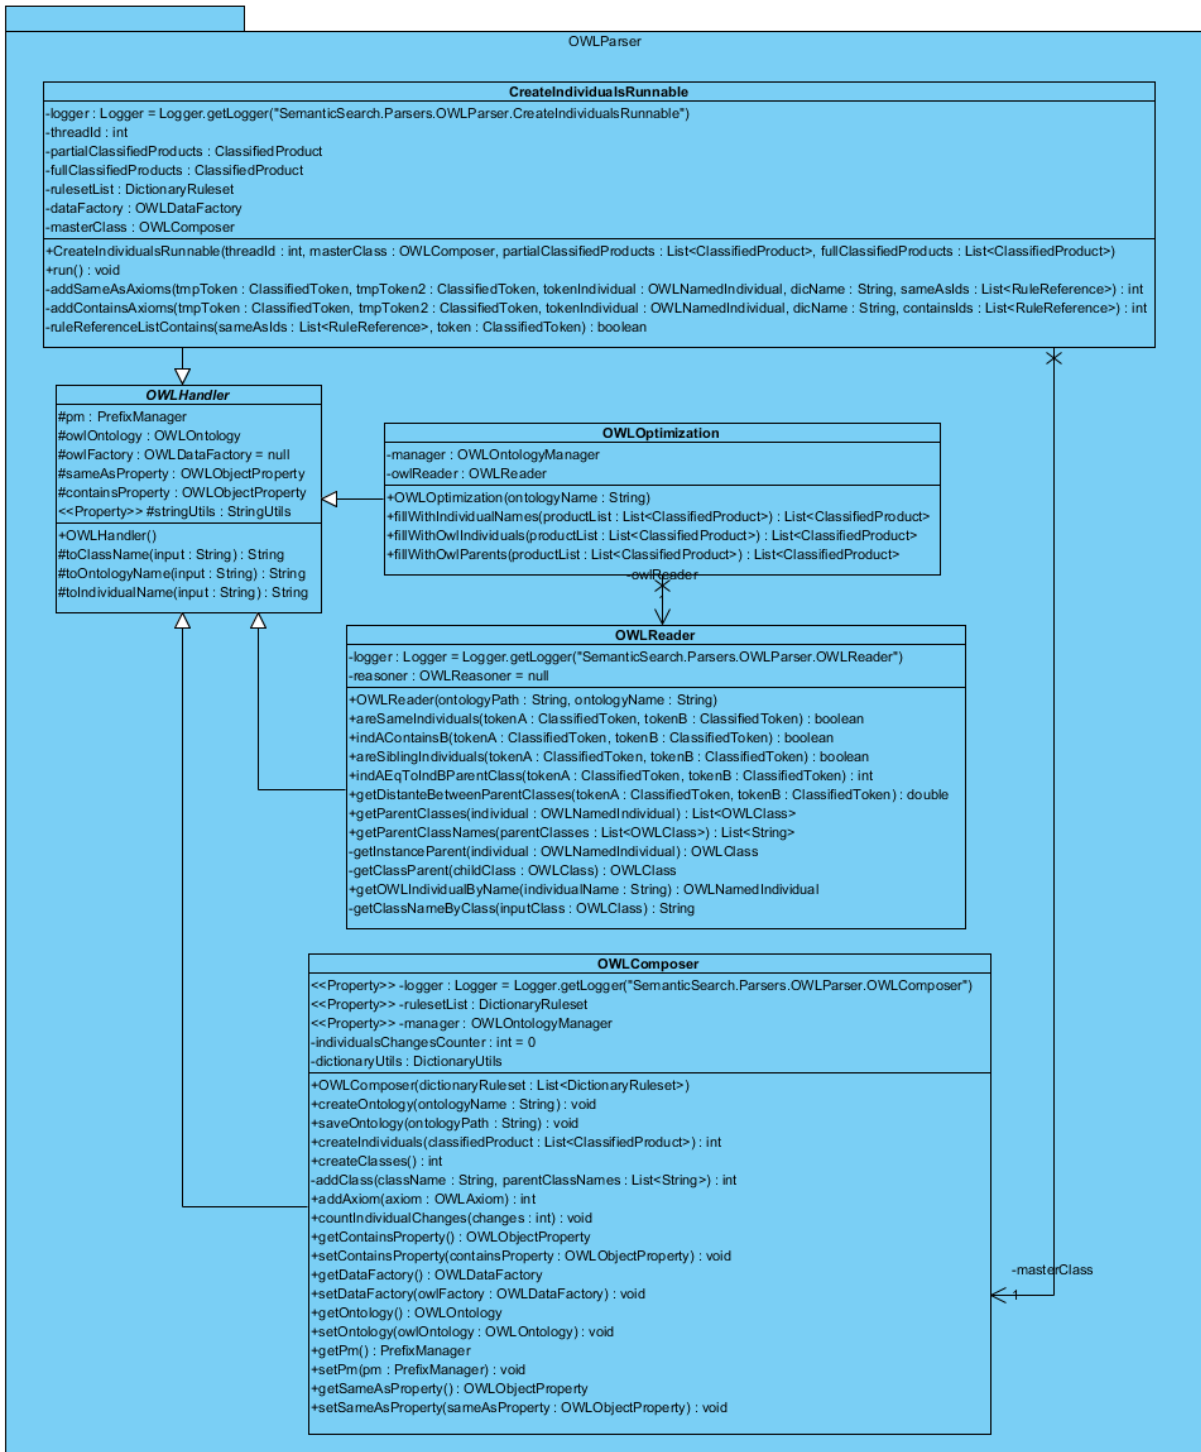 OWLParser
CreateIndividualsRunnable
-logger : Logger = Logger.getLogger("SemanticSearch.Parsers.OWLParser.CreateIndividualsRunnable")
-threadId : int
-partialClassifiedProducts : ClassifiedProduct
-fullClassifiedProducts : ClassifiedProduct
-rulesetList : DictionaryRuleset
-dataFactory : OWLDataFactory
-masterClass : OWLComposer
+CreateIndividualsRunnable(threadId : int, masterClass : OWLComposer, partialClassifiedProducts : List<ClassifiedProduct>, fullClassifiedProducts : List<ClassifiedProduct>)
+run() : void
-addSameAsAxioms(tmpToken : ClassifiedToken, tmpToken2 : ClassifiedToken, tokenIndividual : OWLNamedIndividual, dicName : String, sameAsIds : List<RuleReference>) : int
-addContainsAxioms(tmpToken : ClassifiedToken, tmpToken2 : ClassifiedToken, tokenIndividual : OWLNamedIndividual, dicName : String, containsIds : List<RuleReference>) : int
-ruleReferenceListContains(sameAsIds : List<RuleReference>, token : ClassifiedToken) : boolean
OWLHandler
#pm : PrefixManager
#owlOntology : OWLOntology
#owlFactory : OWLDataFactory = null
#sameAsProperty : OWLObjectProperty
#containsProperty : OWLObjectProperty
<<Property>> #stringUtils : StringUtils
+OWLHandler()
#toClassName(input : String) : String
#toOntologyName(input : String) : String
#toIndividualName(input : String) : String
OWLOptimization
-manager : OWLOntologyManager
-owlReader : OWLReader
+OWLOptimization(ontologyName : String)
+fillWithIndividualNames(productList : List<ClassifiedProduct>) : List<ClassifiedProduct>
+fillWithOwlIndividuals(productList : List<ClassifiedProduct>) : List<ClassifiedProduct>
+fillWithOwlParents(productList : List<ClassifiedProduct>) : List<ClassifiedProduct>
-owlReader
OWLReader
-logger : Logger = Logger.getLogger("SemanticSearch.Parsers.OWLParser.OWLReader")
-reasoner : OWLReasoner = null
+OWLReader(ontologyPath : String, ontologyName : String)
+areSameIndividuals(tokenA : ClassifiedToken, tokenB : ClassifiedToken) : boolean
+indAContainsB(tokenA : ClassifiedToken, tokenB : ClassifiedToken) : boolean
+areSiblingIndividuals(tokenA : ClassifiedToken, tokenB : ClassifiedToken) : boolean
+indAEqToIndBParentClass(tokenA : ClassifiedToken, tokenB : ClassifiedToken) : int
+getDistanteBetweenParentClasses(tokenA : ClassifiedToken, tokenB : ClassifiedToken) : double
+getParentClasses(individual : OWLNamedIndividual) : List<OWLClass>
+getParentClassNames(parentClasses : List<OWLClass>) : List<String>
-getInstanceParent(individual : OWLNamedIndividual) : OWLClass
-getClassParent(childClass : OWLClass) : OWLClass
+getOWLIndividualByName(individualName : String) : OWLNamedIndividual
-getClassNameByClass(inputClass : OWLClass) : String
OWLComposer
<<Property>> -logger : Logger = Logger.getLogger("SemanticSearch.Parsers.OWLParser.OWLComposer")
<<Property>> -rulesetList : DictionaryRuleset
<<Property>> -manager : OWLOntologyManager
-individualsChangesCounter : int = 0
-dictionaryUtils : DictionaryUtils
+OWLComposer(dictionaryRuleset : List<DictionaryRuleset>)
+createOntology(ontologyName : String) : void
+saveOntology(ontologyPath : String) : void
+createIndividuals(classifiedProduct : List<ClassifiedProduct>) : int
+createClasses() : int
-addClass(className : String, parentClassNames : List<String>) : int
+addAxiom(axiom : OWLAxiom) : int
+countIndividualChanges(changes : int) : void
+getContainsProperty() : OWLObjectProperty
+setContainsProperty(containsProperty : OWLObjectProperty) : void
+getDataFactory() : OWLDataFactory
+setDataFactory(owlFactory : OWLDataFactory) : void
+getOntology() : OWLOntology
+setOntology(owlOntology : OWLOntology) : void
+getPm() : PrefixManager
+setPm(pm : PrefixManager) : void
+getSameAsProperty() : OWLObjectProperty
+setSameAsProperty(sameAsProperty : OWLObjectProperty) : void
-masterClass
1